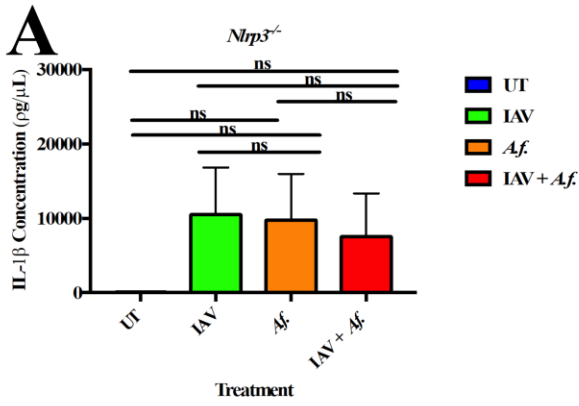 A
Nlrp3-/-
IL-1β Concentration (ρg/μL)
30000
20000
10000
0
ns
ns
ns
ns
ns
ns
UT
IAV
A.f.
IAV + A.f.
Treatment
UT
IAV
A.f.
IAV + A.f.